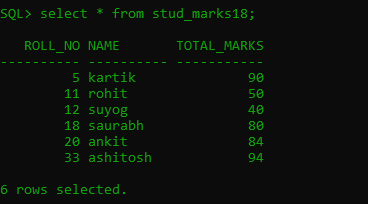 SQL> select * from stud_marks18;
ROLL_NO NAME TOTAL_MARKS
---------- ---------- -----------
5 kartik 90
11 rohit 50
12 suyog 40
18 saurabh 80
20 ankit 84
33 ashitosh 94
6 rows selected.